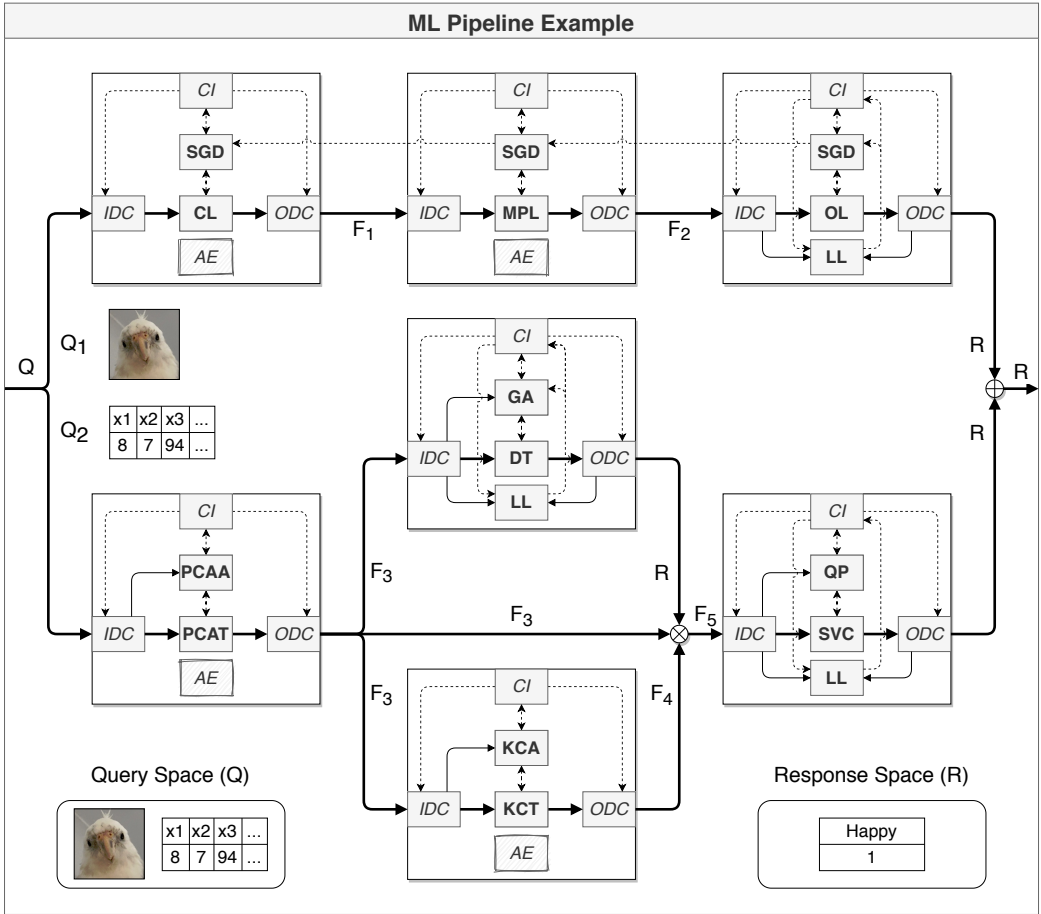 ML Pipeline Example
CI CI CI
SGD SGD SGD
IDC CL ODC IDC MPL ODC IDC OL ODC
F1 F2
AE AE LL
CI
Q1 R
Q R
GA
x1 x2 x3 ...
Q2 R
8 7 94 ...
IDC DT ODC
LL
CI CI
F3 R
PCAA QP
F3 F5
IDC PCAT ODC IDC SVC ODC
AE LL
F3 CI F4
KCA
Query Space (Q) Response Space (R)
IDC KCT ODC
x1 x2 x3 ... Happy
8 7 94 ... 1
AE